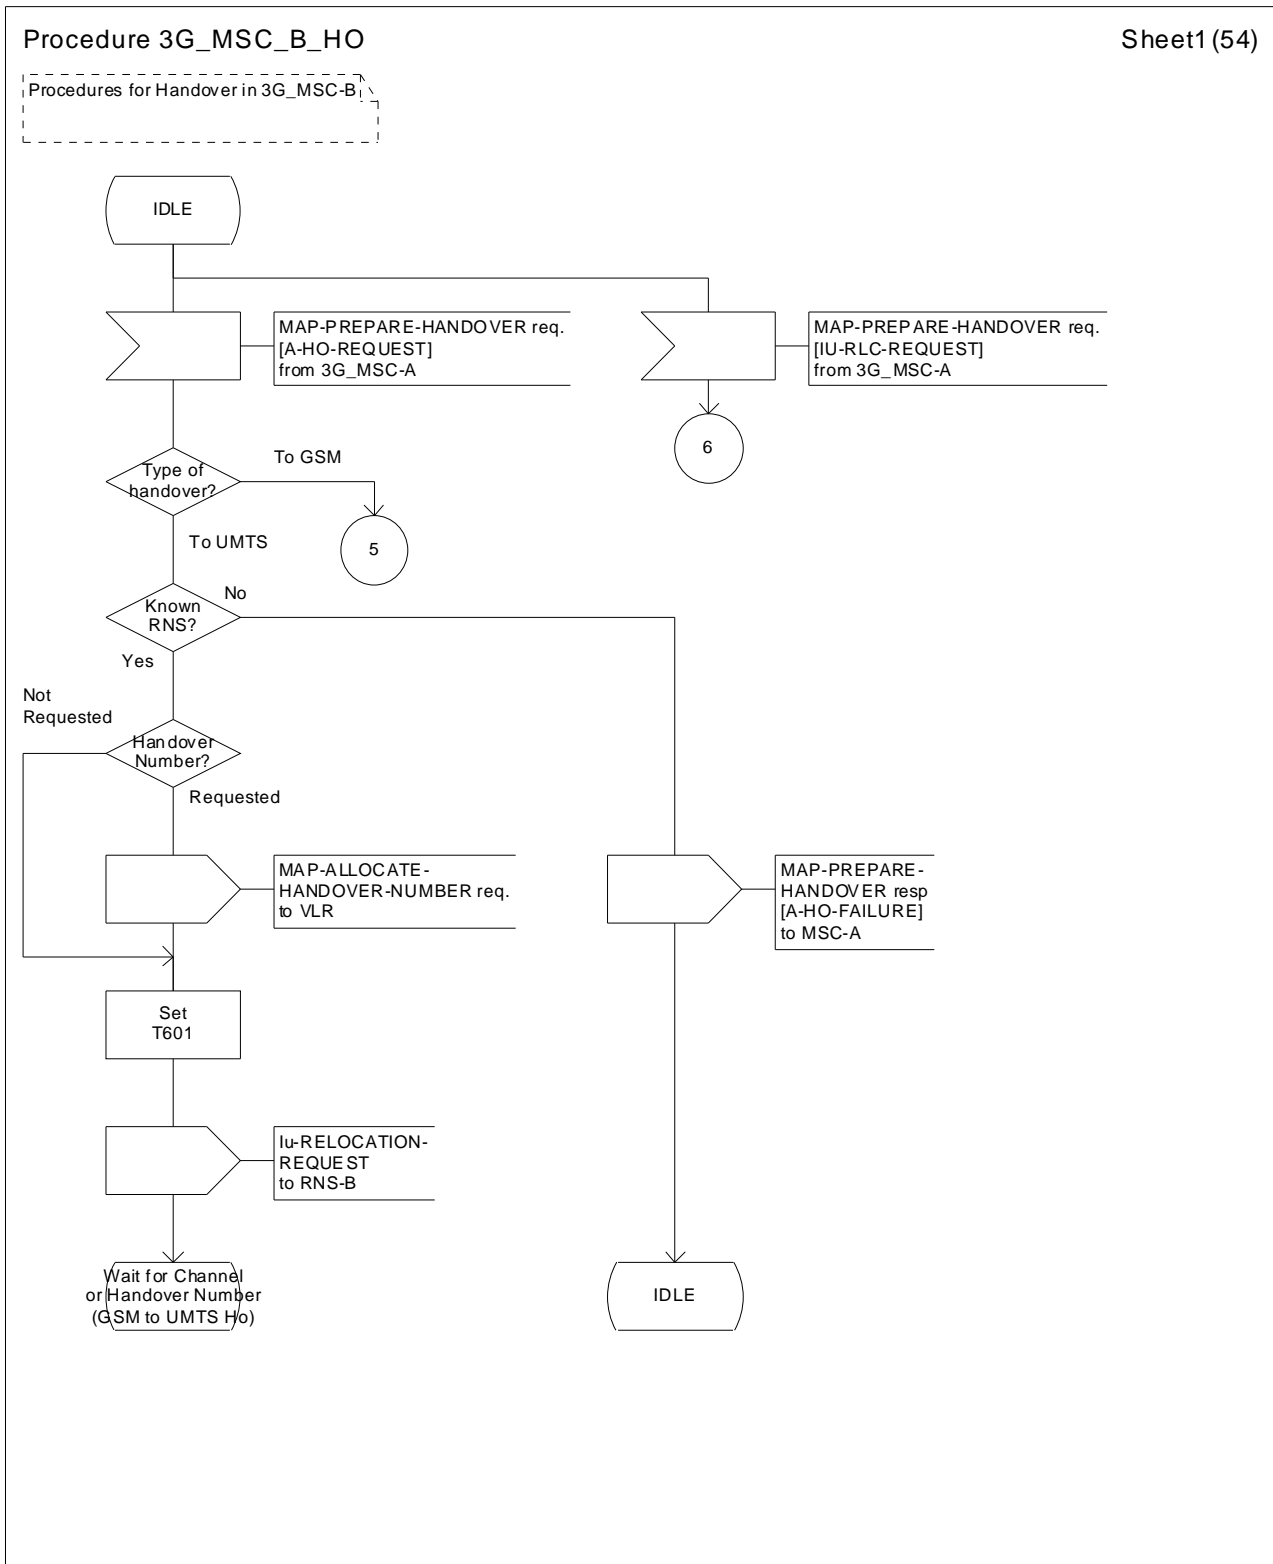 Procedure 3G_MSC_B_HO
Sheet1 (54)
Procedures for Handover in 3G_MSC-B
IDLE
MAP-PREPARE-HANDOVER req.
[A-HO-REQUEST]
from 3G_MSC-A
MAP-PREPARE-HANDOVER req.
[IU-RLC-REQUEST]
from 3G_MSC-A
6
Type of
handover?
To GSM
5
To UMTS
Known
RNS?
No
Yes
Not
Requested
Handover
Number?
Requested
MAP-ALLOCATE-
HANDOVER-NUMBER req.
to VLR
MAP-PREPARE-
HANDOVER resp
[A-HO-FAILURE]
to MSC-A
Set
T601
Iu-RELOCATION-
REQUEST
to RNS-B
Wait for Channel
or Handover Number
(GSM to UMTS Ho)
IDLE